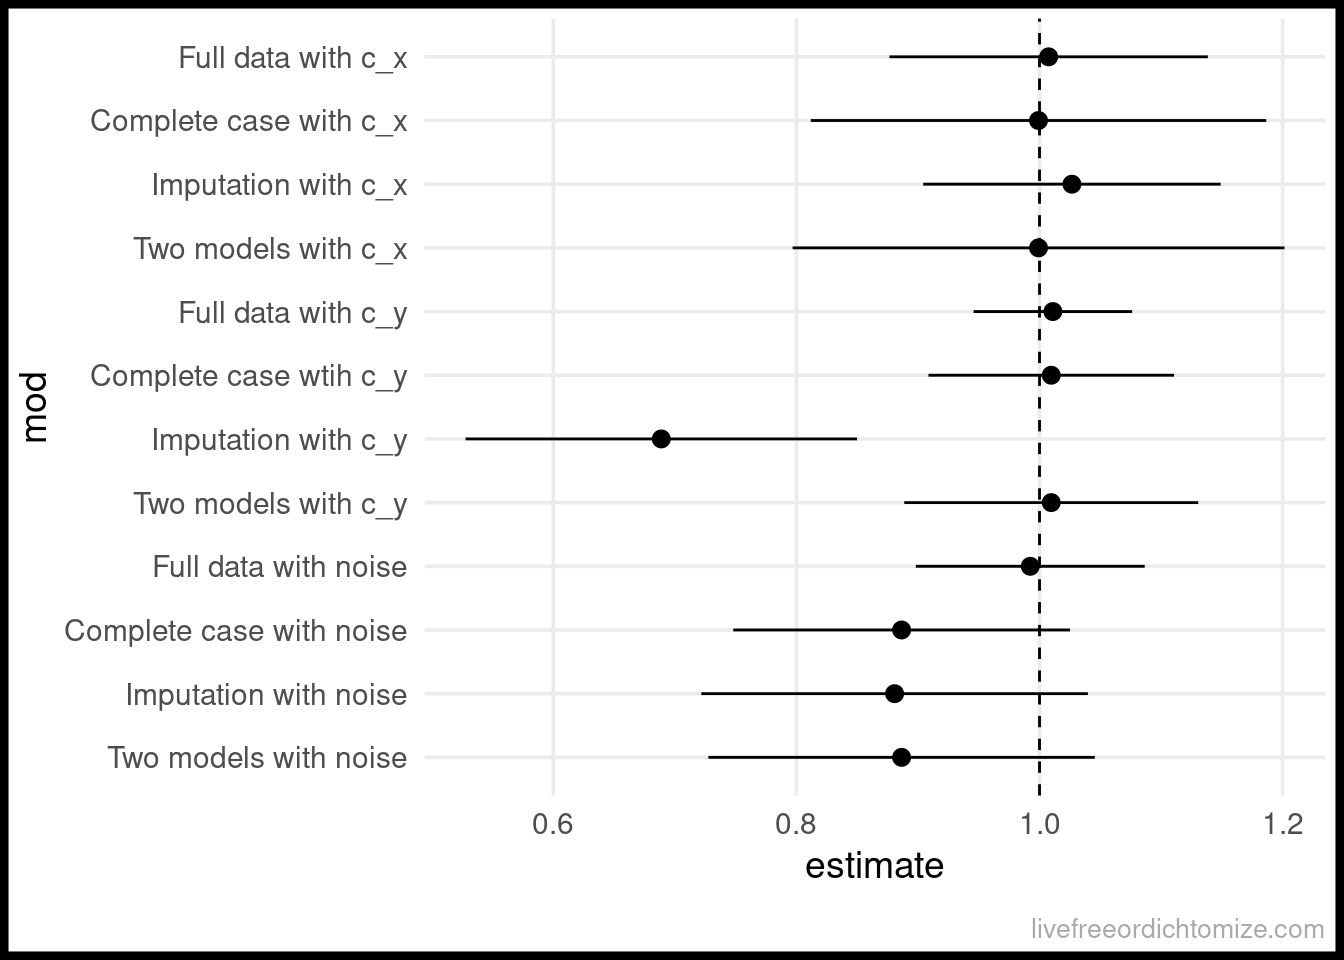 Full data with c_x
Complete case with c_x
Imputation with c_x
Two models with c_x
Full data with c_y
Complete case wtih c_y
Imputation with c_y
Two models with c_y
Full data with noise
Complete case with noise
Imputation with noise
Two models with noise
mod
0.6 0.8 1.0 1.2
estimate
livefreeordichtomize.com